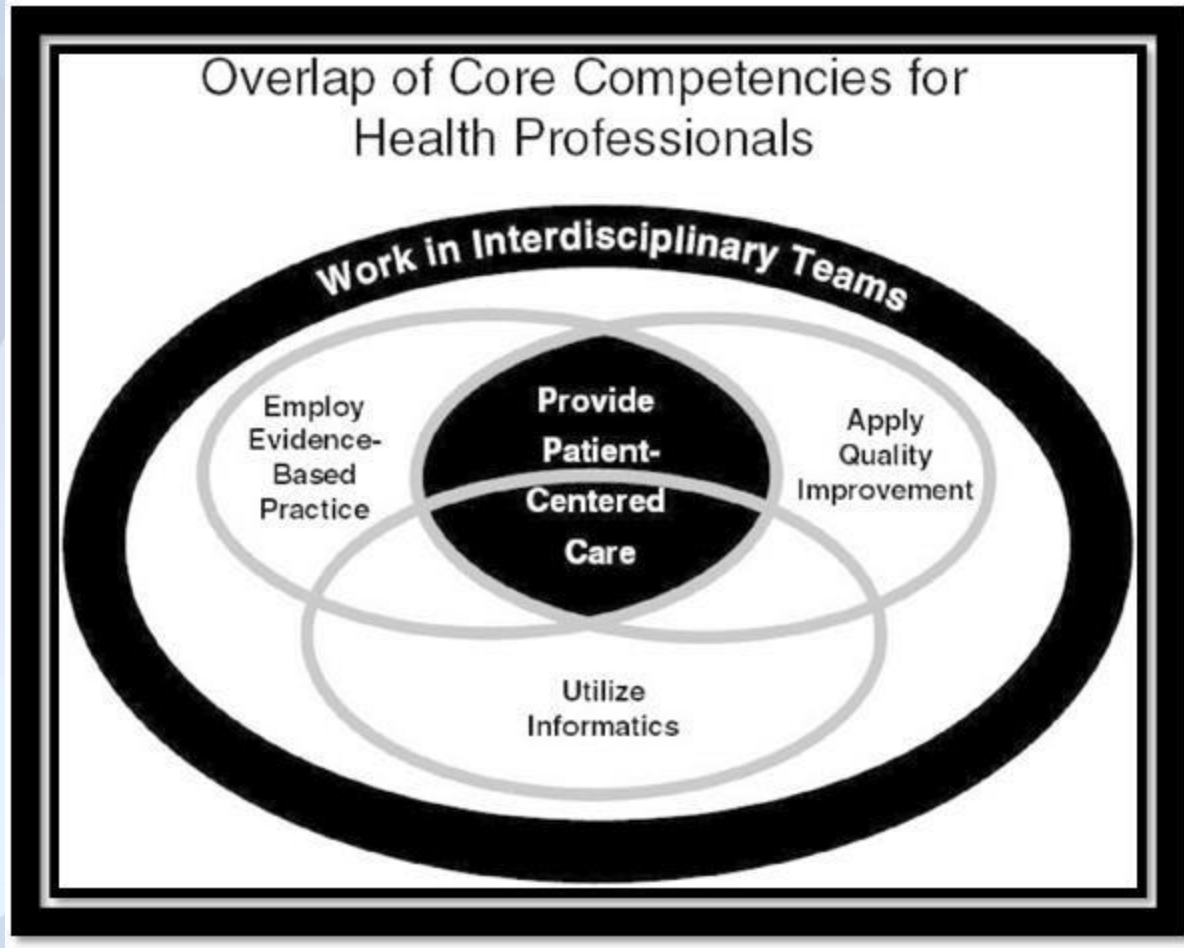 Overlap of Core Competencies for
Health Professionals
Work in Interdisciplinary Teams
Employ
Evidence-
Based
Practice
Provide
Patient-
Centered
Care
Apply
Quality
Improvement
Utilize
Informatics